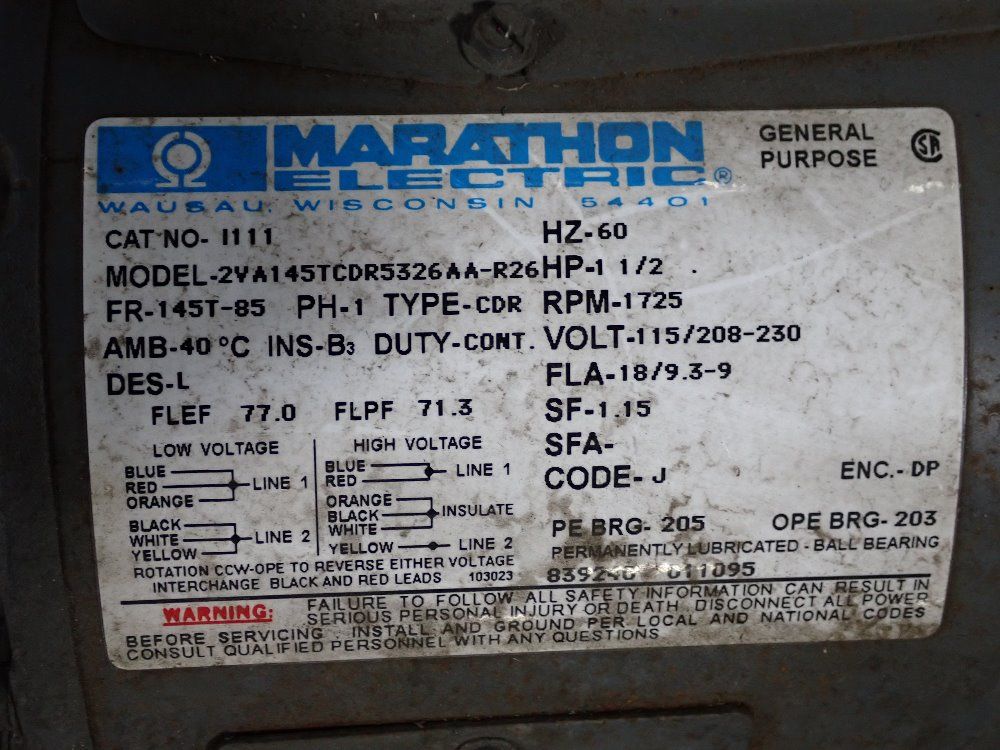 MARATHON
ELECTRIC®
WAUSAU, WISCONSIN 54401
GENERAL
PURPOSE
CAT NO- I111
MODEL-2VA145TCDR5326AA-R26
FR-145T-85 PH-1 TYPE-CDR
AMB-40 °C INS-B3 DUTY-CONT.
DES-L
FLEF 77.0 FLPF 71.3
HZ-60
HP-1 1/2
RPM-1725
VOLT-115/208-230
FLA-18/9.3-9
SF-1.15
SFA-
CODE-J ENC.-DP
PE BRG- 205 OPE BRG- 203
PERMANENTLY LUBRICATED - BALL BEARING
011095
LOW VOLTAGE
BLUE
RED
ORANGE
LINE 1
BLACK
WHITE
YELLOW
LINE 2
HIGH VOLTAGE
BLUE
RED
LINE 1
ORANGE
BLACK
WHITE
INSULATE
YELLOW
LINE 2
ROTATION CCW-OPE TO REVERSE EITHER VOLTAGE
INTERCHANGE BLACK AND RED LEADS 103023
WARNING: FAILURE TO FOLLOW ALL SAFETY INFORMATION CAN RESULT IN
SERIOUS PERSONAL INJURY OR DEATH. DISCONNECT ALL POWER
BEFORE SERVICING. INSTALL AND GROUND PER LOCAL AND NATIONAL CODES
CONSULT QUALIFIED PERSONNEL WITH ANY QUESTIONS